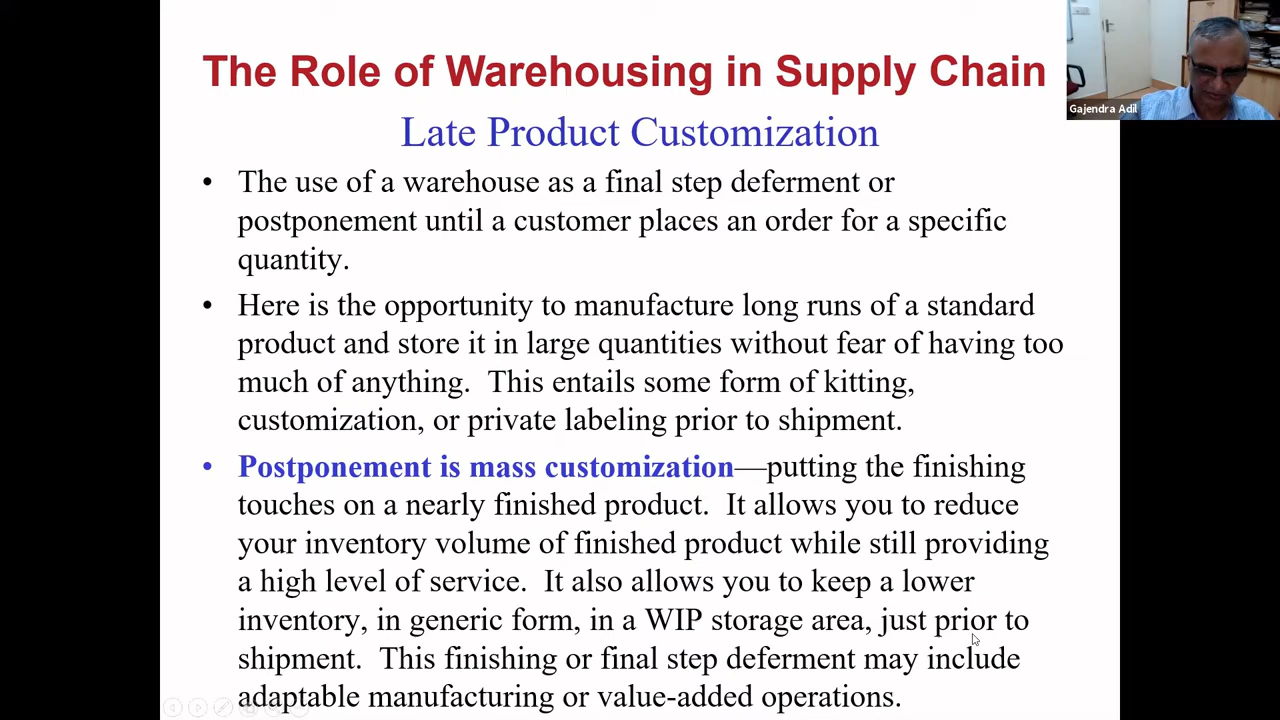 The Role of Warehousing in Supply Chain
Gajendra Adil
Late Product Customization
• The use of a warehouse as a final step deferment or
postponement until a customer places an order for a specific
quantity.
• Here is the opportunity to manufacture long runs of a standard
product and store it in large quantities without fear of having too
much of anything.  This entails some form of kitting,
customization, or private labeling prior to shipment.
• Postponement is mass customization—putting the finishing
touches on a nearly finished product.  It allows you to reduce
your inventory volume of finished product while still providing
a high level of service.  It also allows you to keep a lower
inventory, in generic form, in a WIP storage area, just prior to
shipment.  This finishing or final step deferment may include
adaptable manufacturing or value-added operations.